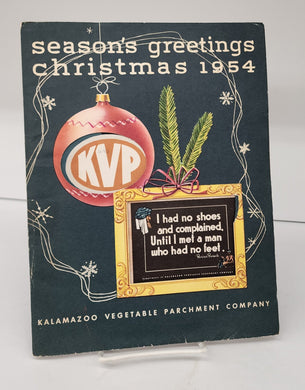 season's greetings
christmas 1954
KVP
I had no shoes
and complained,
Until I met a man
who had no feet.
KALAMAZOO VEGETABLE PARCHMENT COMPANY